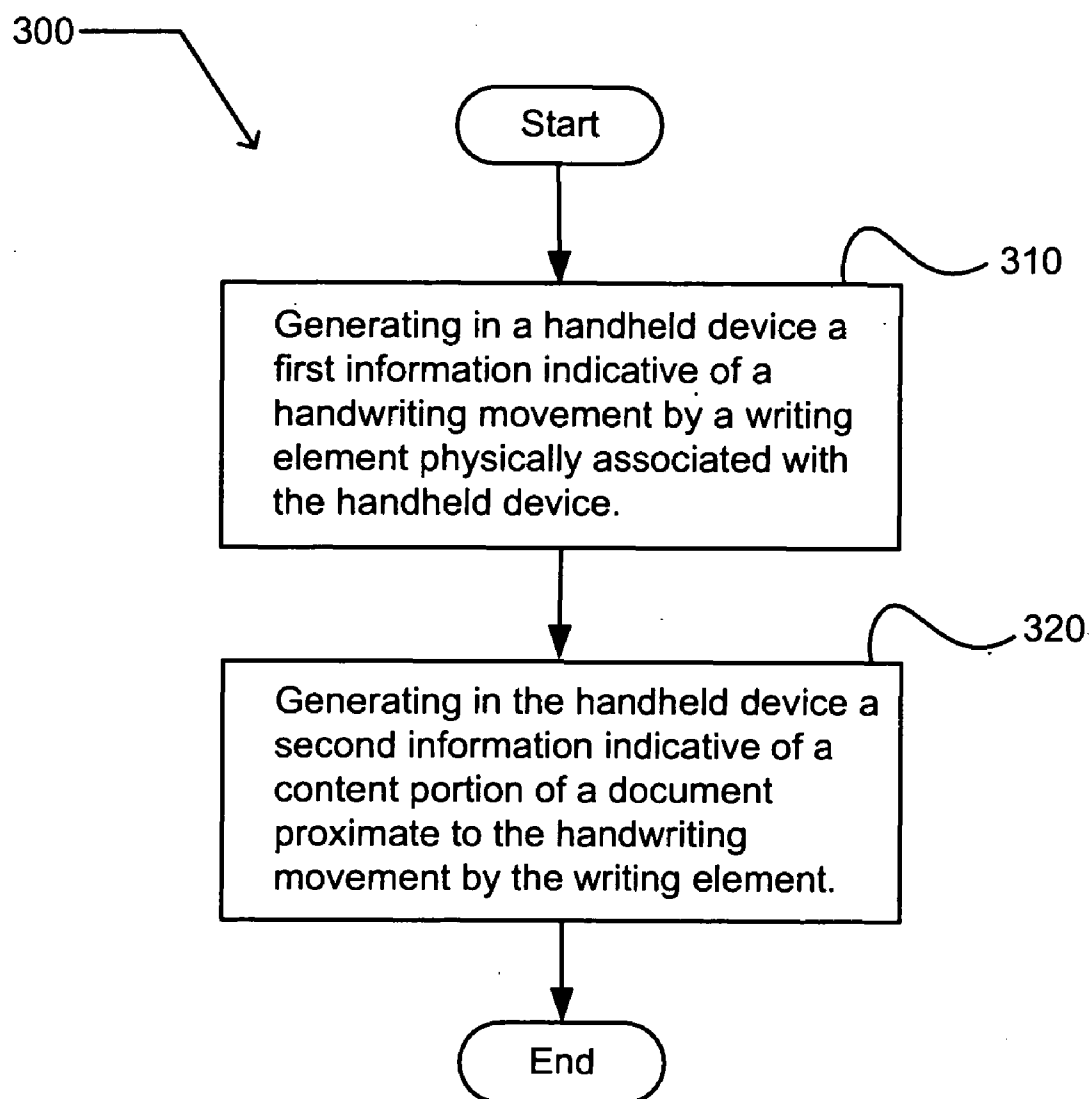 300
Start
310
Generating in a handheld device a
first information indicative of a
handwriting movement by a writing
element physically associated with
the handheld device.
320
Generating in the handheld device a
second information indicative of a
content portion of a document
proximate to the handwriting
movement by the writing element.
End